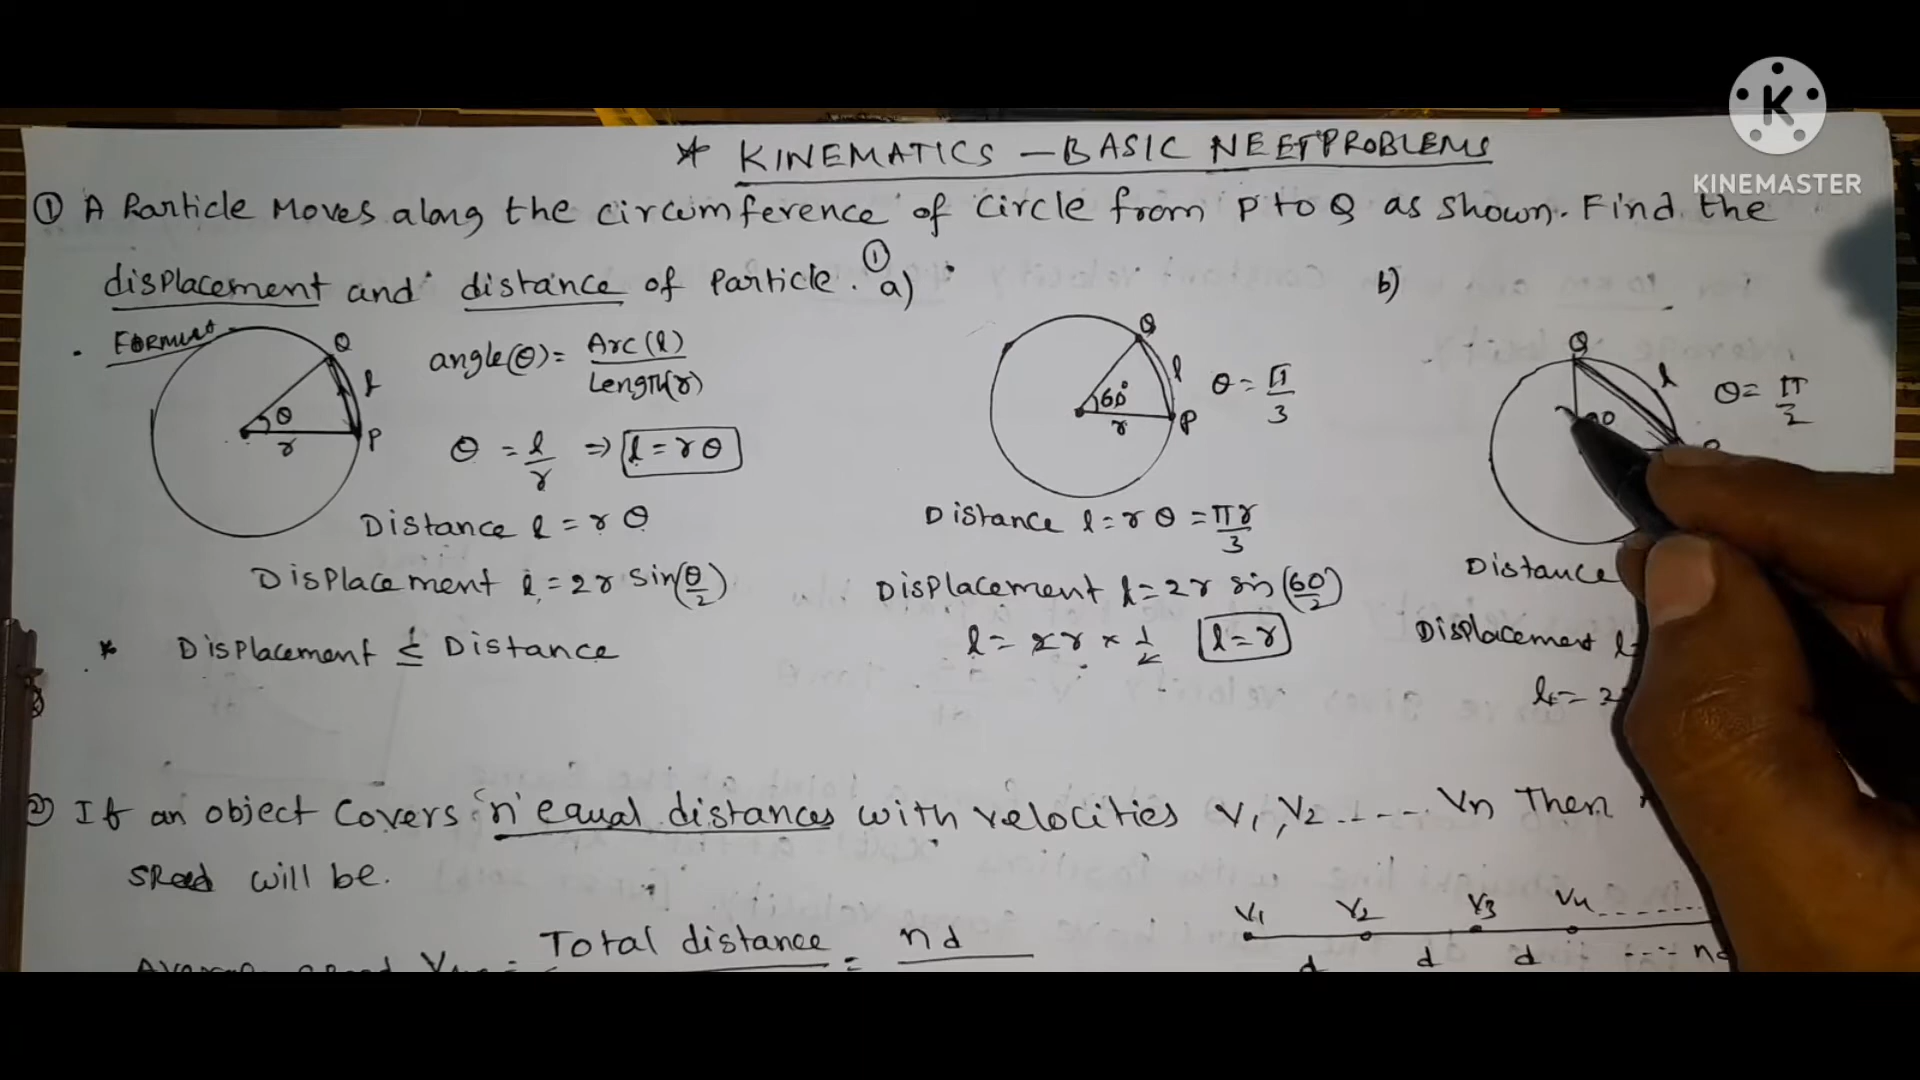 KINEMASTER
* KINEMATICS – BASIC NEET PROBLEMS
① A Particle Moves along the circumference of circle from P to Q as shown. Find the
displacement and distance of Particle. ① a)
b)
Formula
Q
l
θ
r
P
angle(θ) = Arc(l) / Length(r)
θ = l/r ⇒ l = rθ
Distance l = rθ
Displacement l = 2r sin(θ/2)
* Displacement ≤ Distance
Q
l
60°
r
P
θ = π/3
Distance l = rθ = πr/3
Displacement l = 2r sin(60/2)
l = 2r × 1/2 l = r
Q
l
θ = π/2
Distance
Displacement l =
② If an object covers 'n' equal distances with velocities V1, V2 ..... Vn Then
speed will be.
Total distance = nd
V1 V2 V3 V4 ........
d d d ----